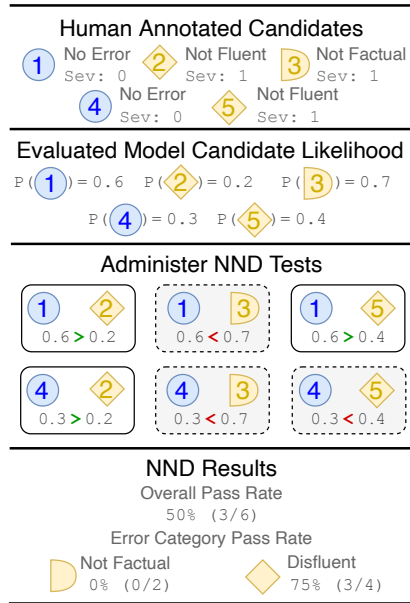 Human Annotated Candidates
1 No Error Sev: 0 2 Not Fluent Sev: 1 3 Not Factual Sev: 1
4 No Error Sev: 0 5 Not Fluent Sev: 1
Evaluated Model Candidate Likelihood
P(1)=0.6 P(2)=0.2 P(3)=0.7
P(4)=0.3 P(5)=0.4
Administer NND Tests
1 2 1 3 1 5
0.6 > 0.2 0.6 < 0.7 0.6 > 0.4
4 2 4 3 4 5
0.3 > 0.2 0.3 < 0.7 0.3 < 0.4
NND Results
Overall Pass Rate
50% (3/6)
Error Category Pass Rate
Not Factual Disfluent
0% (0/2) 75% (3/4)